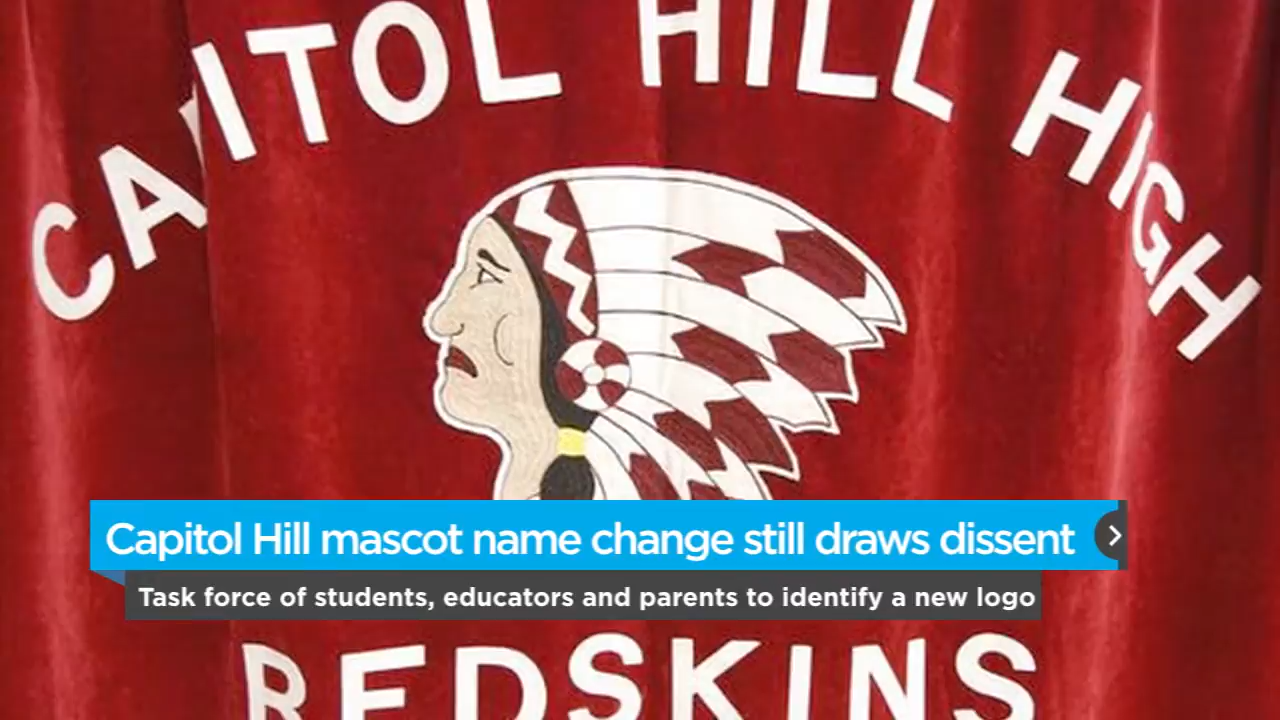 CAPITOL HILL HIGH
Capitol Hill mascot name change still draws dissent
Task force of students, educators and parents to identify a new logo
REDSKINS